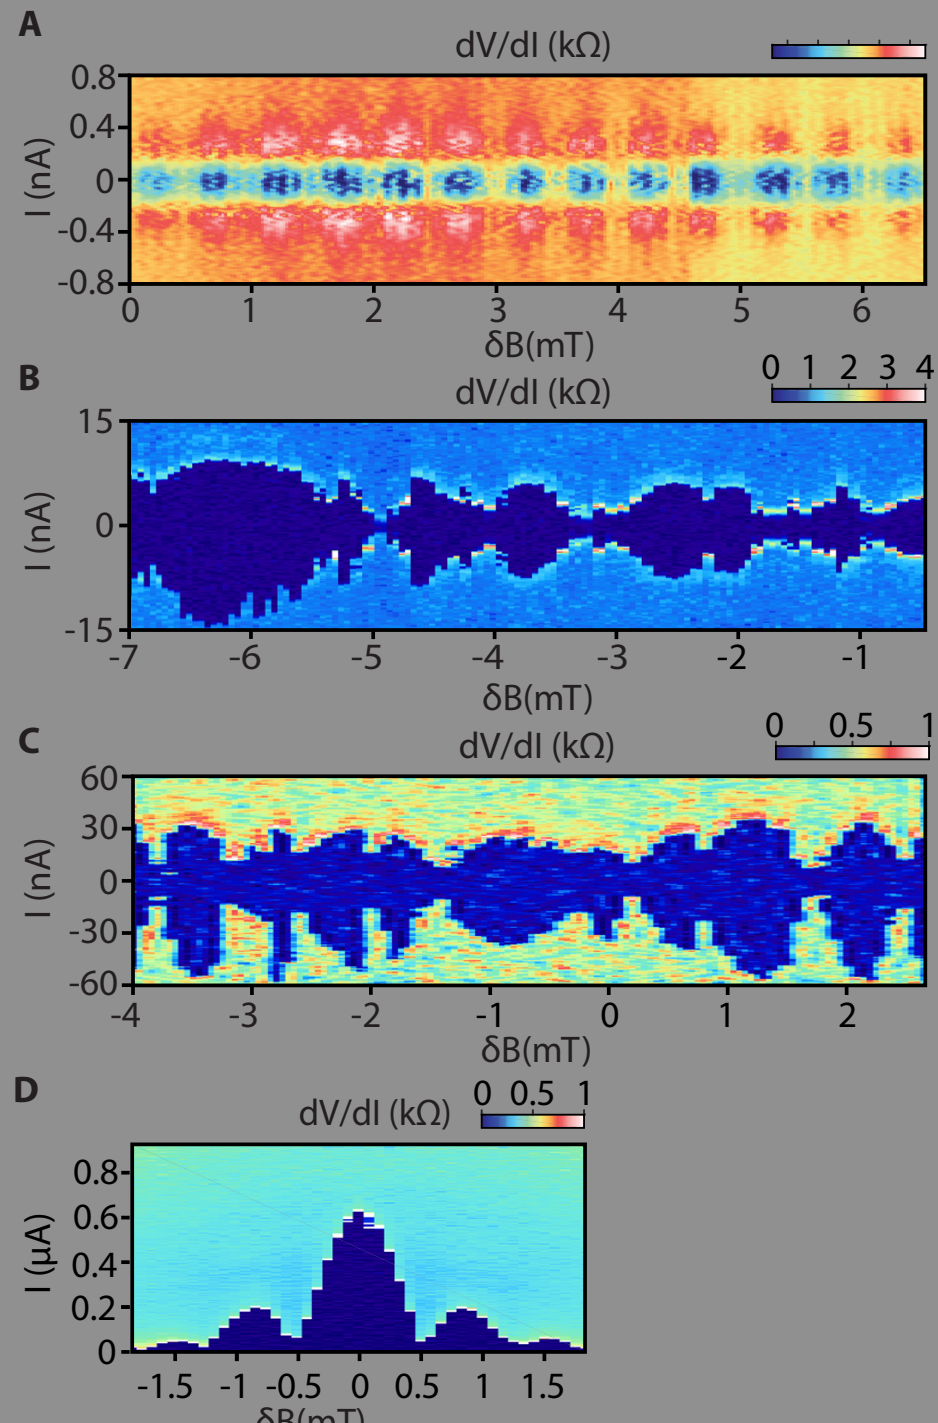 A
dV/dI (kΩ)
0.8
0.4
0
-0.4
-0.8
I (nA)
0 1 2 3 4 5 6
δB(mT)
B
dV/dI (kΩ)
0 1 2 3 4
15
0
-15
I (nA)
-7 -6 -5 -4 -3 -2 -1
δB(mT)
C
dV/dI (kΩ)
0 0.5 1
60
30
0
-30
-60
I (nA)
-4 -3 -2 -1 0 1 2
δB(mT)
D
dV/dI (kΩ)
0 0.5 1
0.8
0.6
0.4
0.2
0
I (μA)
-1.5 -1 -0.5 0 0.5 1 1.5
δB(mT)